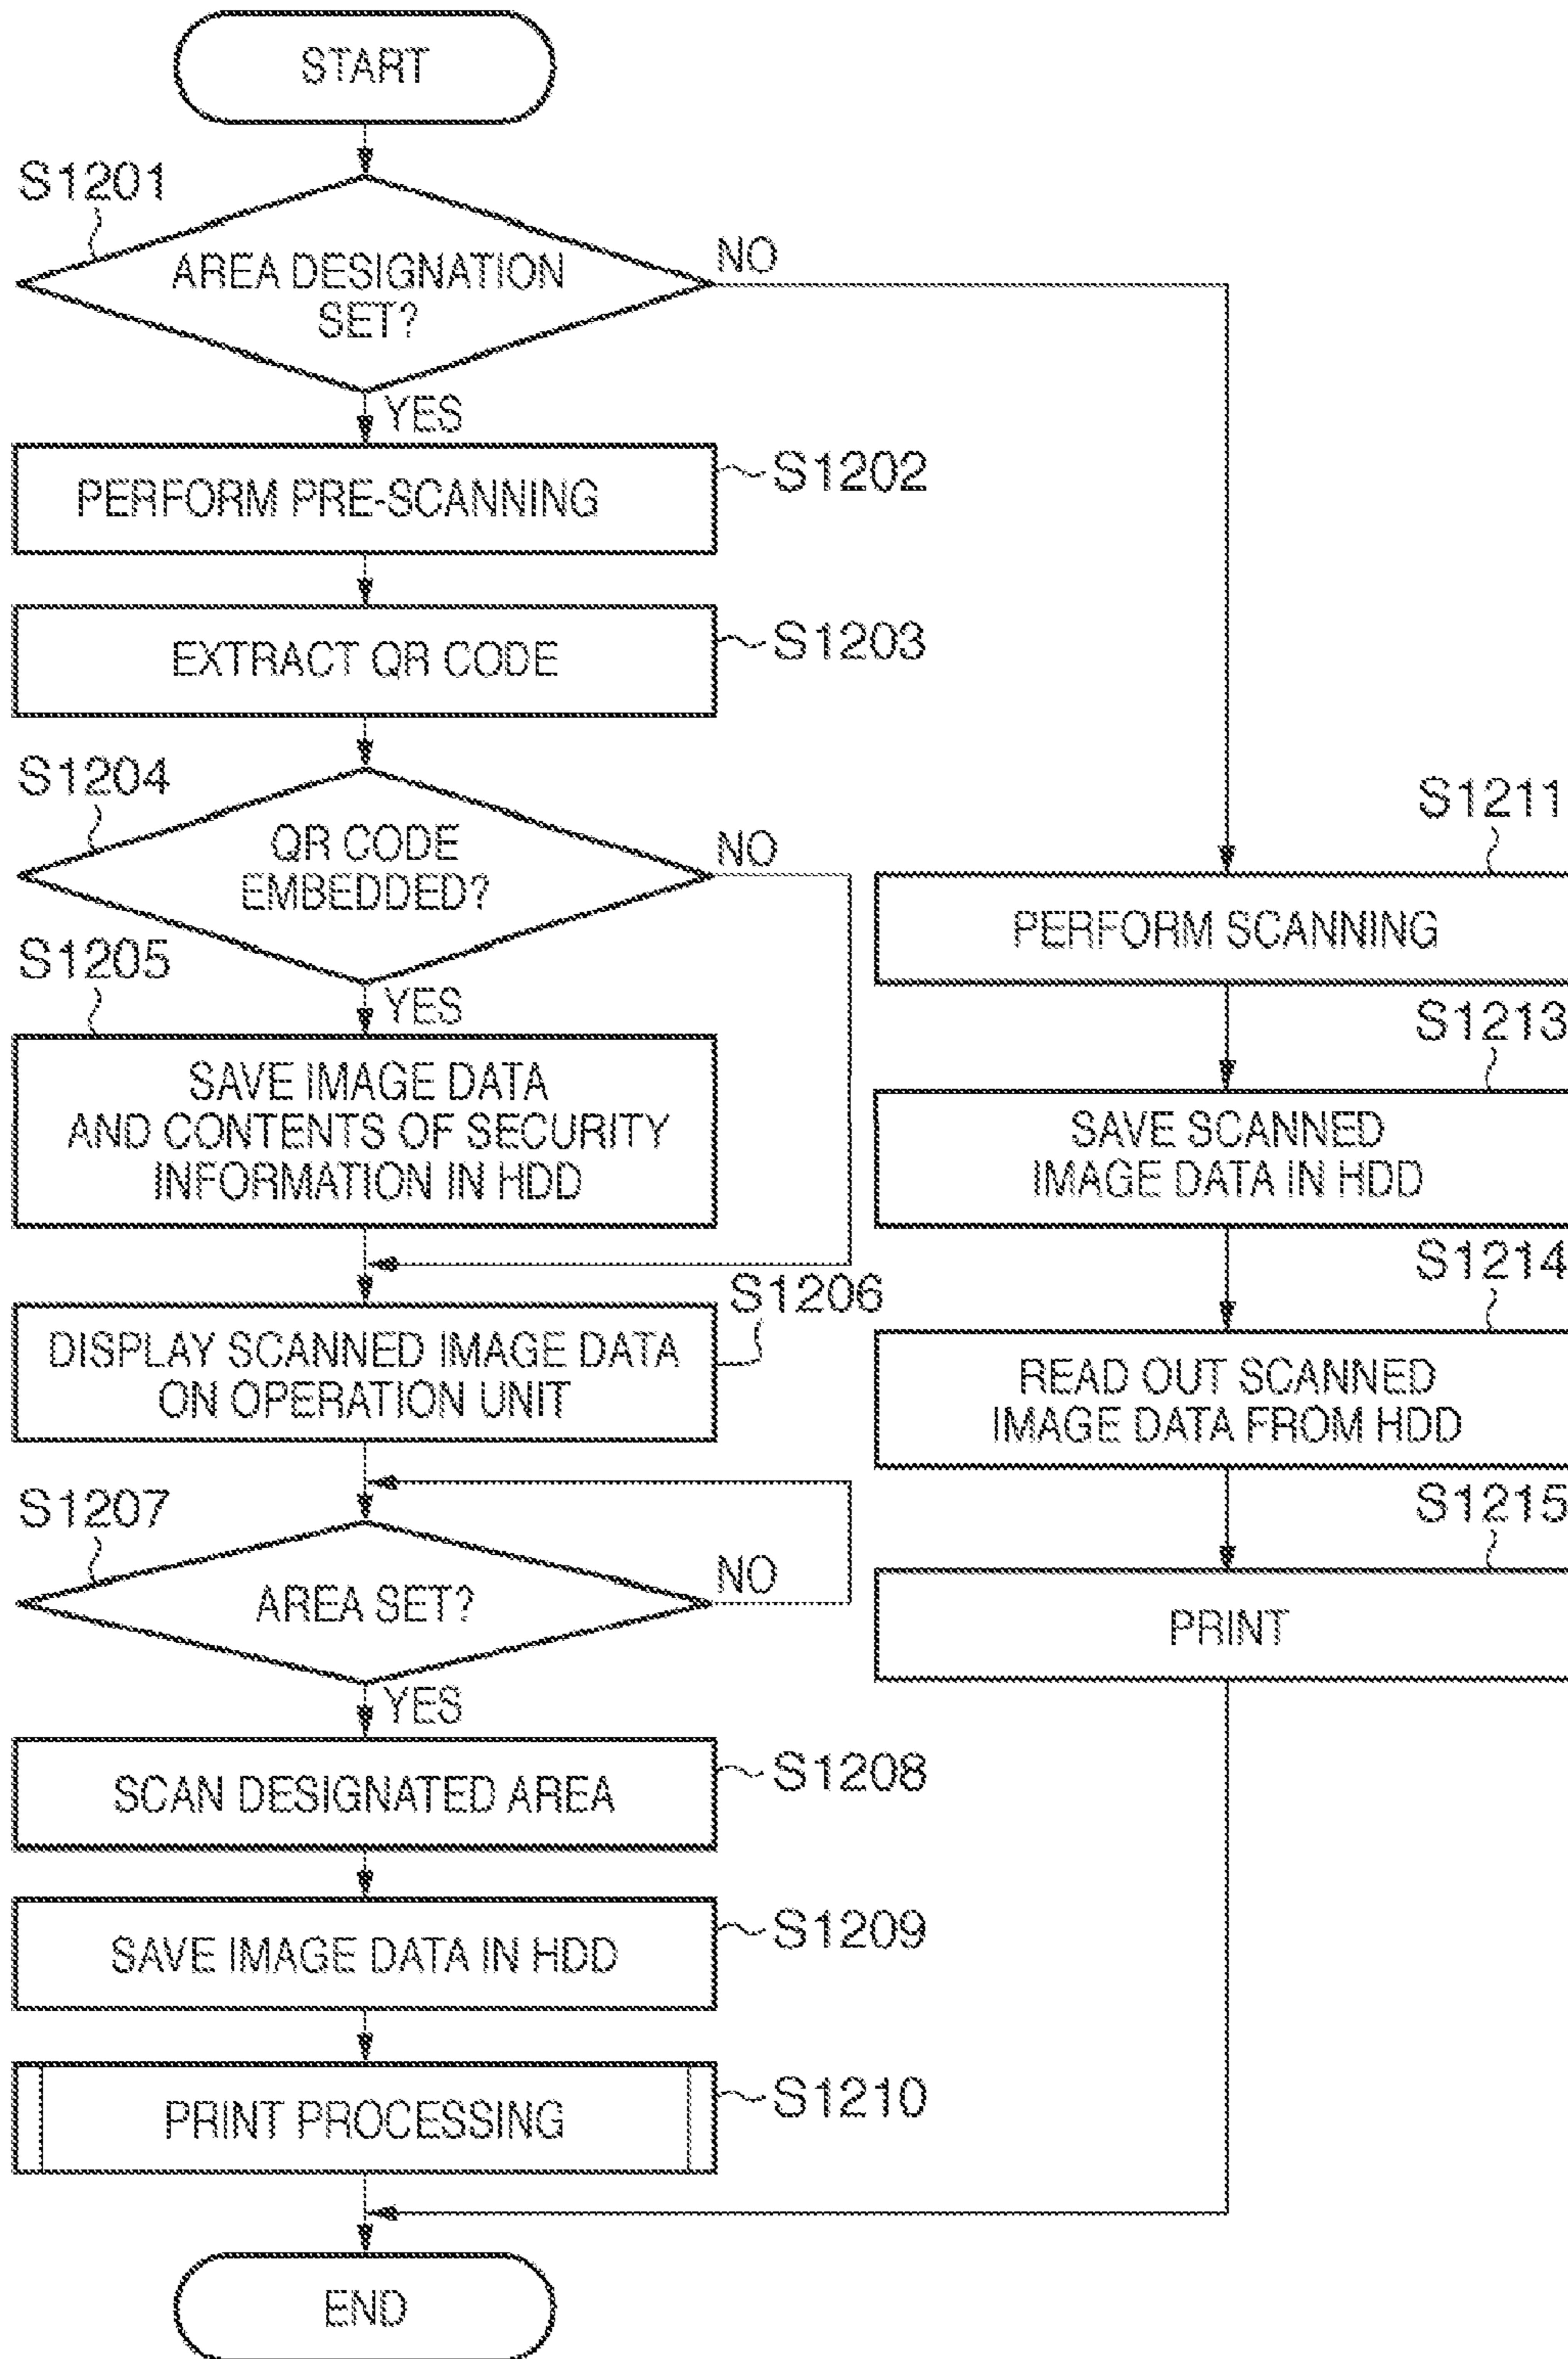 START
S1201
AREA DESIGNATION
SET?
NO
YES
PERFORM PRE-SCANNING
S1202
EXTRACT QR CODE
S1203
S1204
QR CODE
EMBEDDED?
NO
YES
S1205
SAVE IMAGE DATA
AND CONTENTS OF SECURITY
INFORMATION IN HDD
S1206
DISPLAY SCANNED IMAGE DATA
ON OPERATION UNIT
S1207
AREA SET?
NO
YES
SCAN DESIGNATED AREA
S1208
SAVE IMAGE DATA IN HDD
S1209
PRINT PROCESSING
S1210
S1211
PERFORM SCANNING
S1213
SAVE SCANNED
IMAGE DATA IN HDD
S1214
READ OUT SCANNED
IMAGE DATA FROM HDD
S1215
PRINT
END